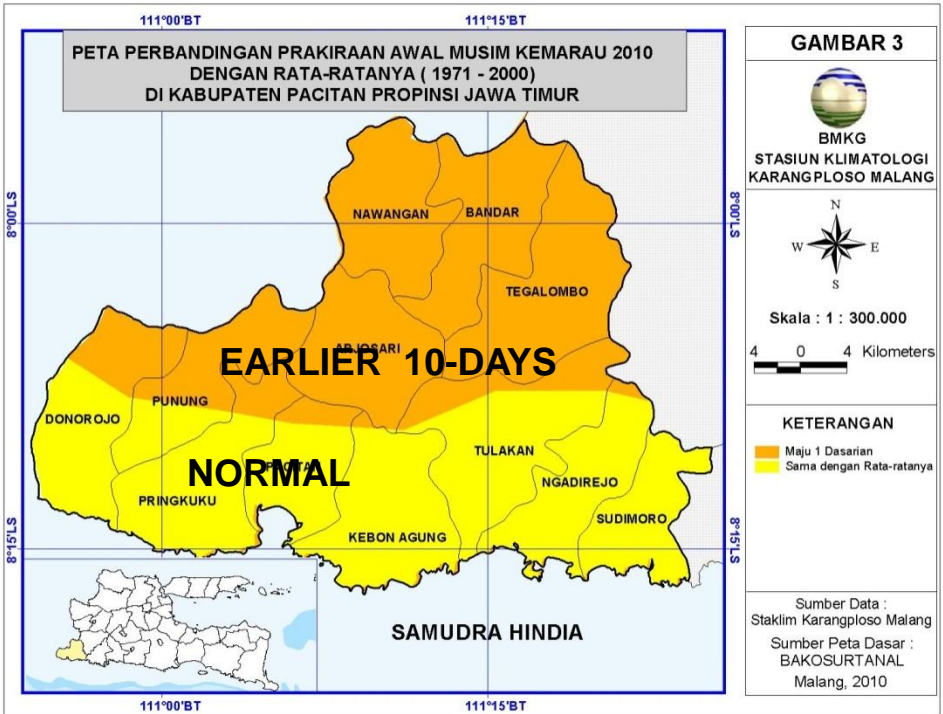 111°00'BT
111°15'BT
PETA PERBANDINGAN PRAKIRAAN AWAL MUSIM KEMARAU 2010
DENGAN RATA-RATANYA ( 1971 - 2000)
DI KABUPATEN PACITAN PROPINSI JAWA TIMUR
8°00'LS
8°00'LS
NAWANGAN
BANDAR
TEGALOMBO
ARJOSARI
EARLIER 10-DAYS
PUNUNG
DONOROJO
TULAKAN
PACITAN
NORMAL
NGADIREJO
PRINGKUKU
SUDIMORO
KEBON AGUNG
8°15'LS
8°15'LS
SAMUDRA HINDIA
111°00'BT
111°15'BT
GAMBAR 3
BMKG
STASIUN KLIMATOLOGI
KARANGPLOSO MALANG
N
W
E
S
Skala : 1 : 300.000
4 0 4 Kilometers
KETERANGAN
Maju 1 Dasarian
Sama dengan Rata-ratanya
Sumber Data :
Staklim Karangploso Malang
Sumber Peta Dasar :
BAKOSURTANAL
Malang, 2010